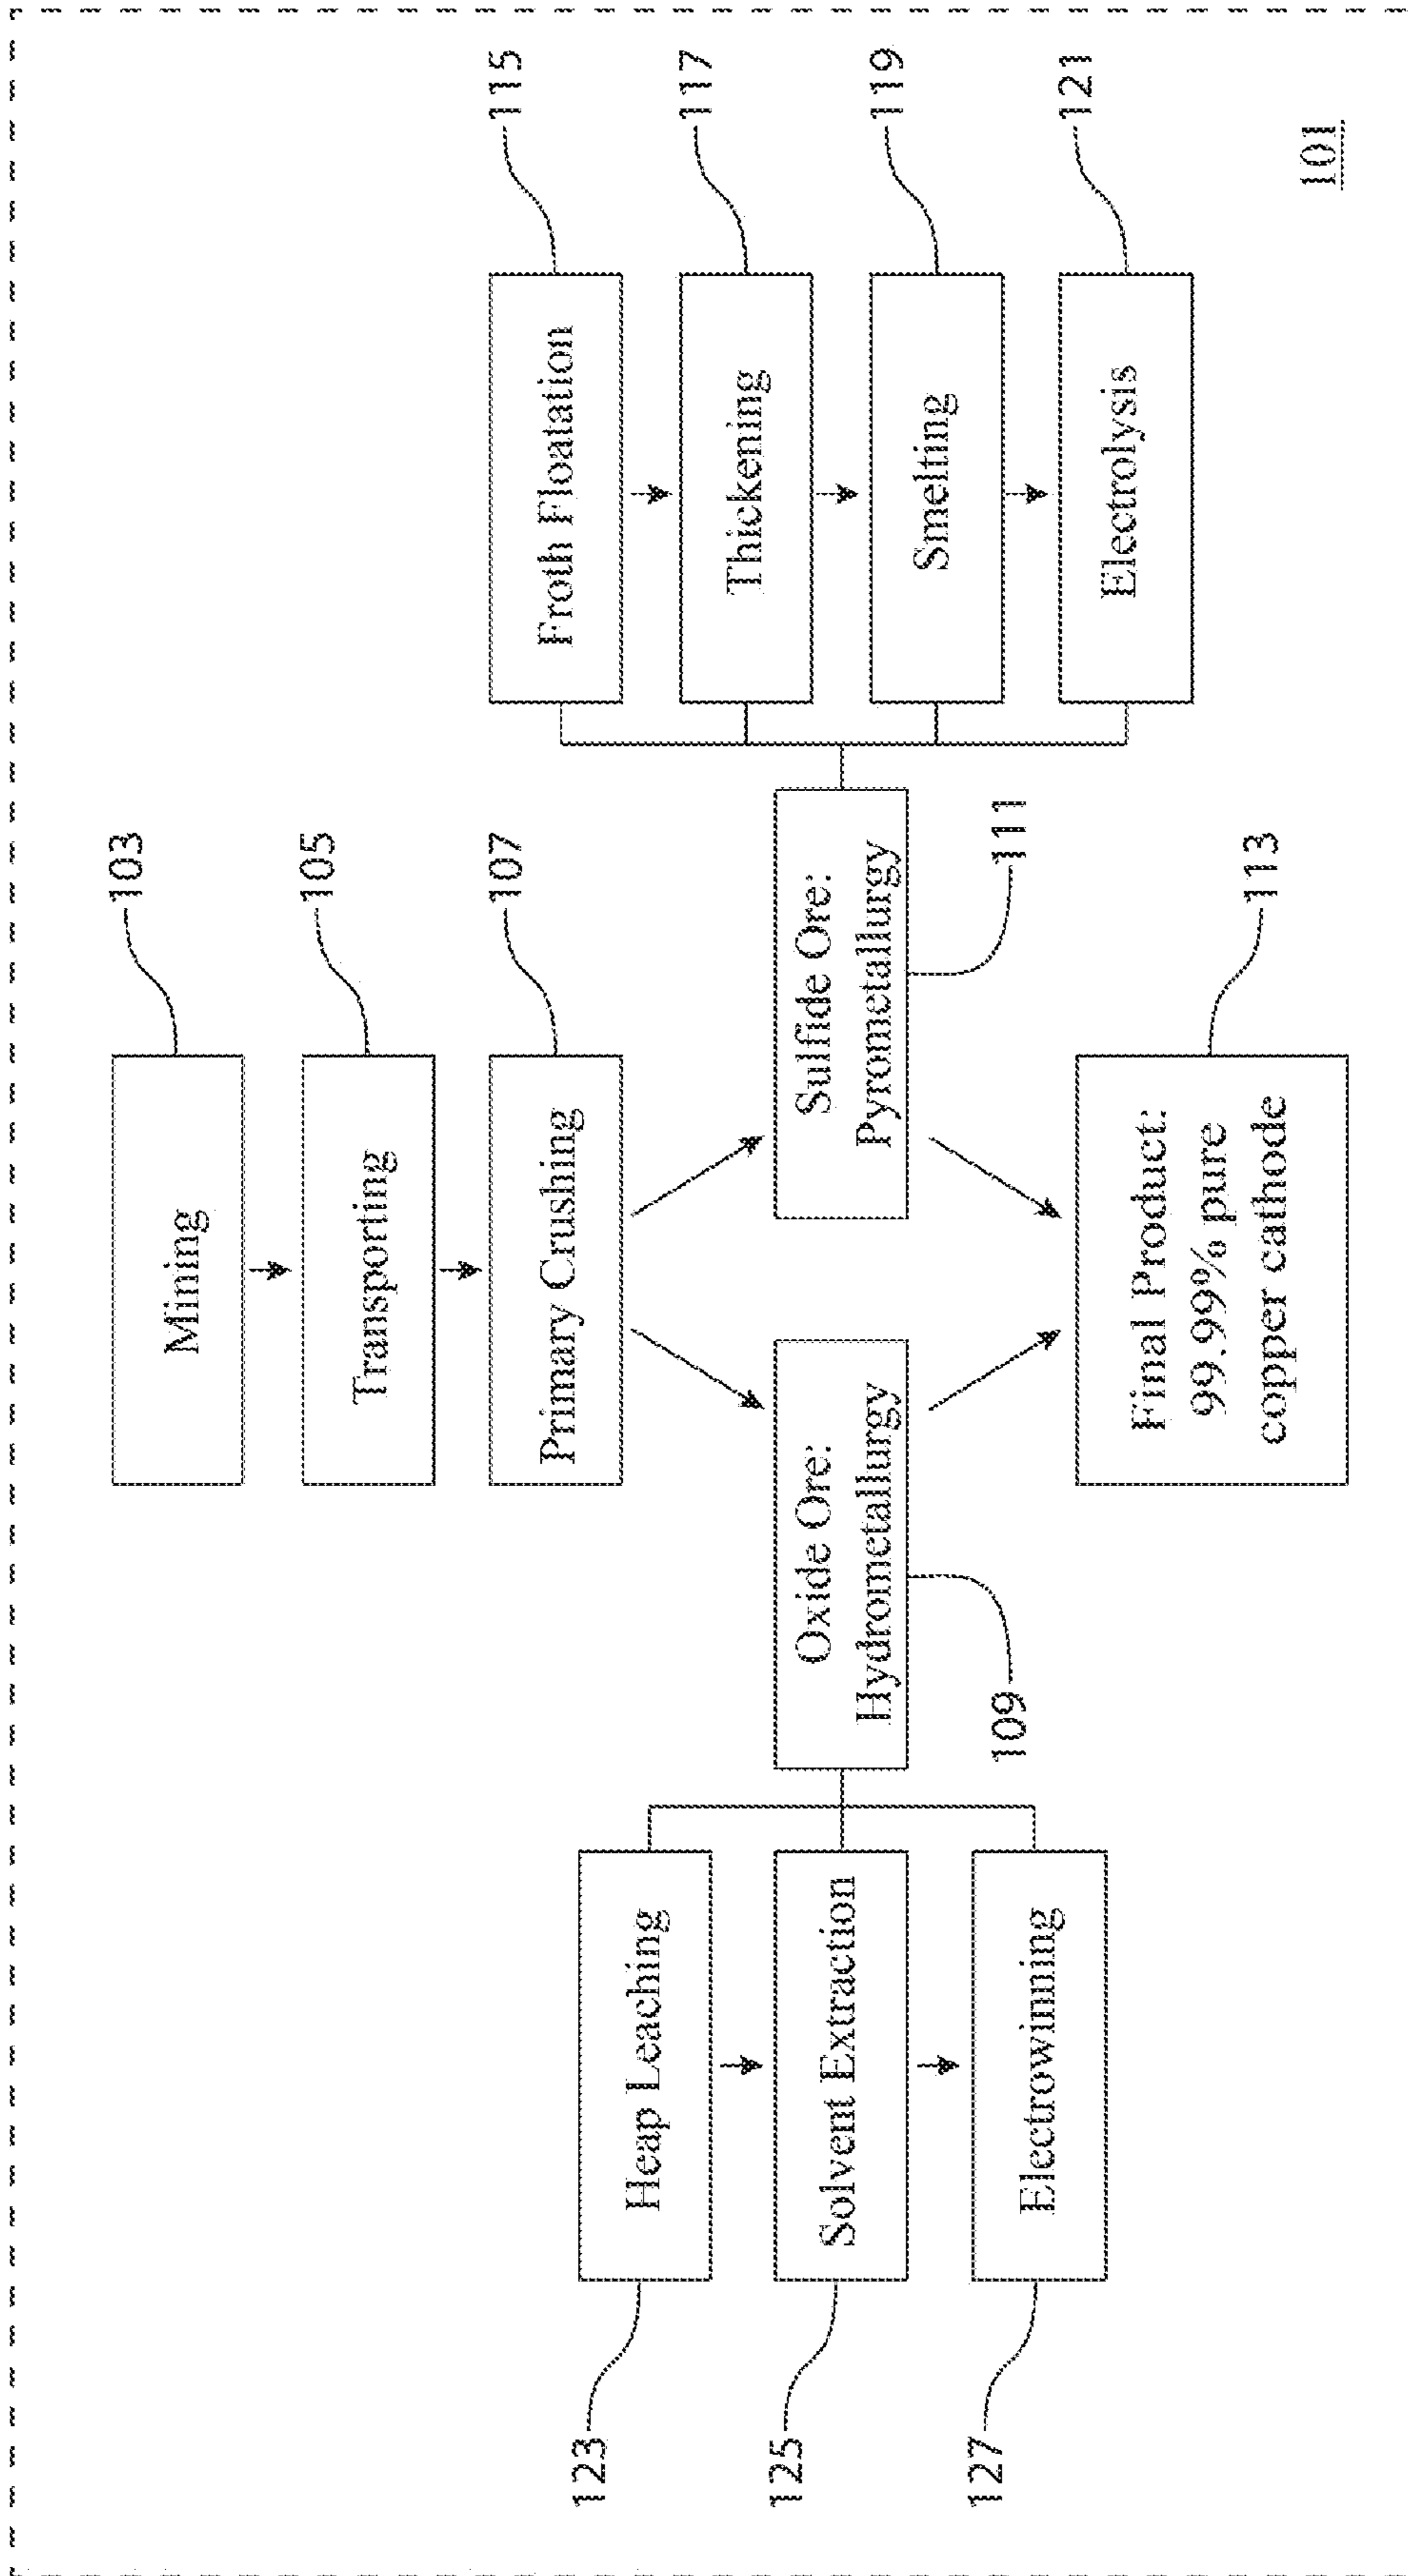 103
Mining
105
Transporting
107
Primary Crushing
109
Oxide Ore:
Hydrometallurgy
111
Sulfide Ore:
Pyrometallurgy
113
Final Product:
99.99% pure
copper cathode
123
Heap Leaching
125
Solvent Extraction
127
Electrowinning
115
Froth Floatation
117
Thickening
119
Smelting
121
Electrolysis
101